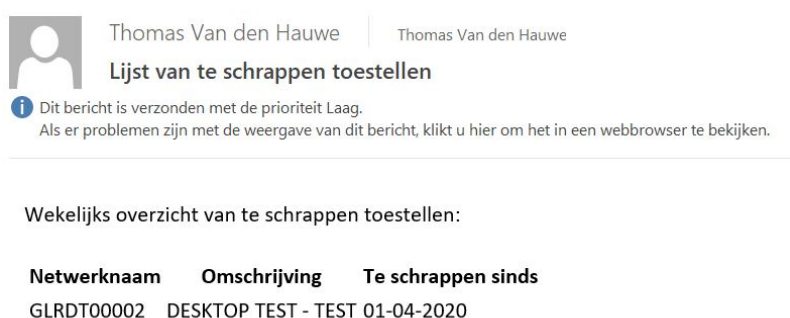 Thomas Van den Hauwe Thomas Van den Hauwe
Lijst van te schrappen toestellen
i Dit bericht is verzonden met de prioriteit Laag.
Als er problemen zijn met de weergave van dit bericht, klikt u hier om het in een webbrowser te bekijken.
Wekelijks overzicht van te schrappen toestellen:
Netwerknaam Omschrijving Te schrappen sinds
GLRDT00002 DESKTOP TEST - TEST 01-04-2020